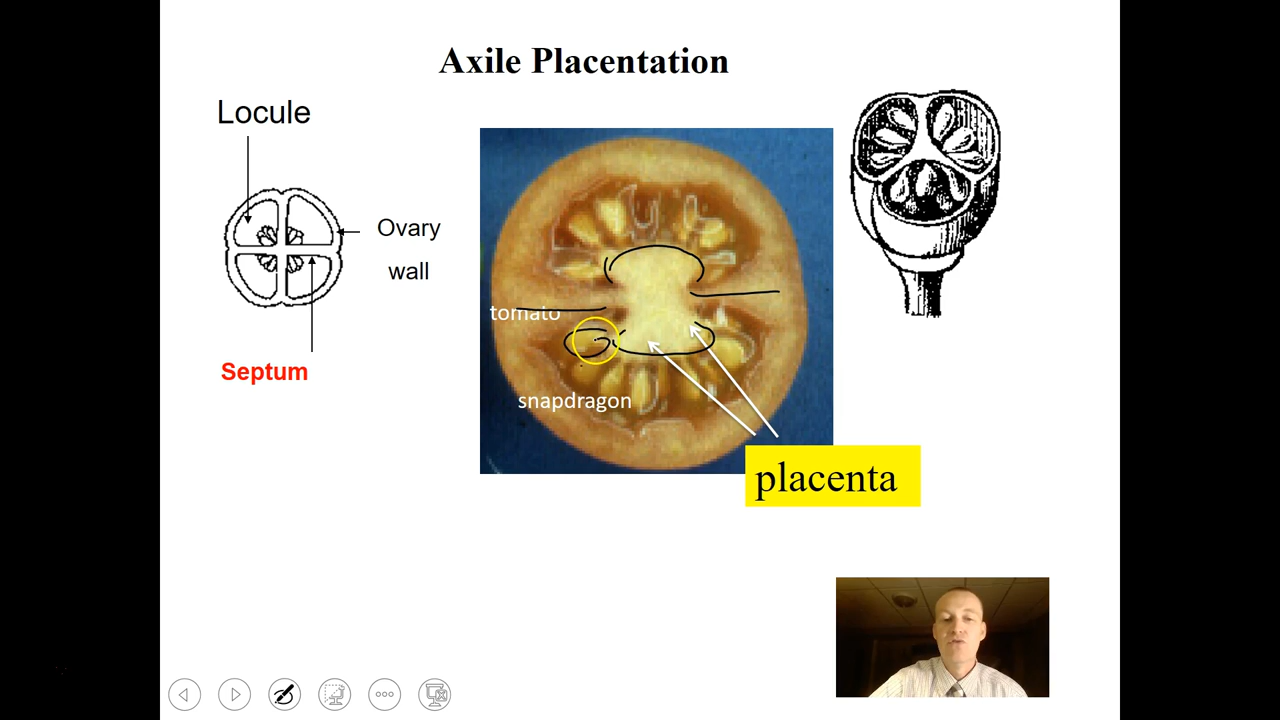 Axile Placentation
Locule
Ovary
wall
Septum
tomato
snapdragon
placenta